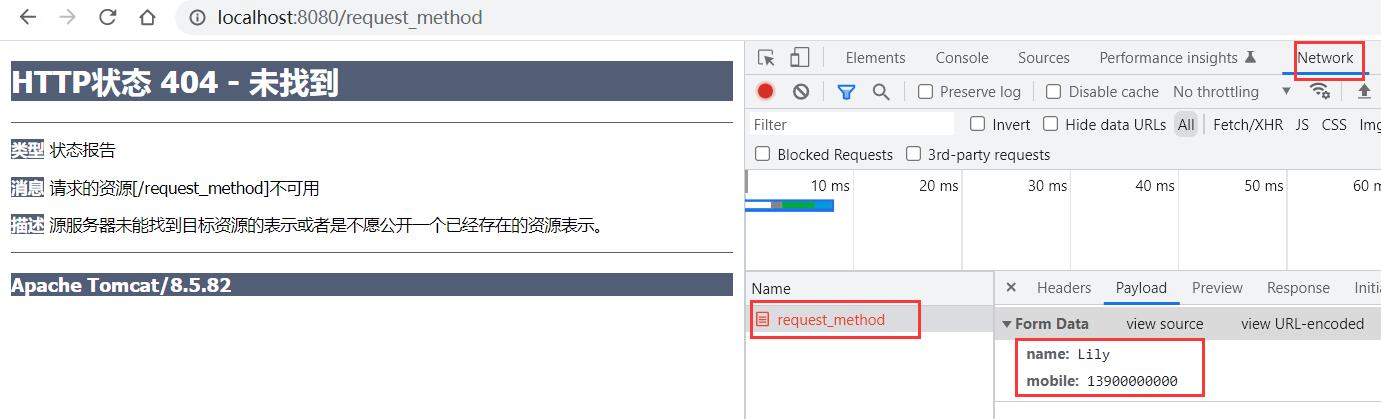 localhost:8080/request_method
HTTP状态 404 - 未找到
类型 状态报告
消息 请求的资源[/request_method]不可用
描述 源服务器未能找到目标资源的表示或者是不愿公开一个已经存在的资源表示。
Apache Tomcat/8.5.82
Elements Console Sources Performance insights Network
Preserve log Disable cache No throttling
Filter Invert Hide data URLs All Fetch/XHR JS CSS Img
Blocked Requests 3rd-party requests
10 ms 20 ms 30 ms 40 ms 50 ms 60 m
Name
× Headers Payload Preview Response Initia
request_method
Form Data view source view URL-encoded
name: Lily
mobile: 13900000000